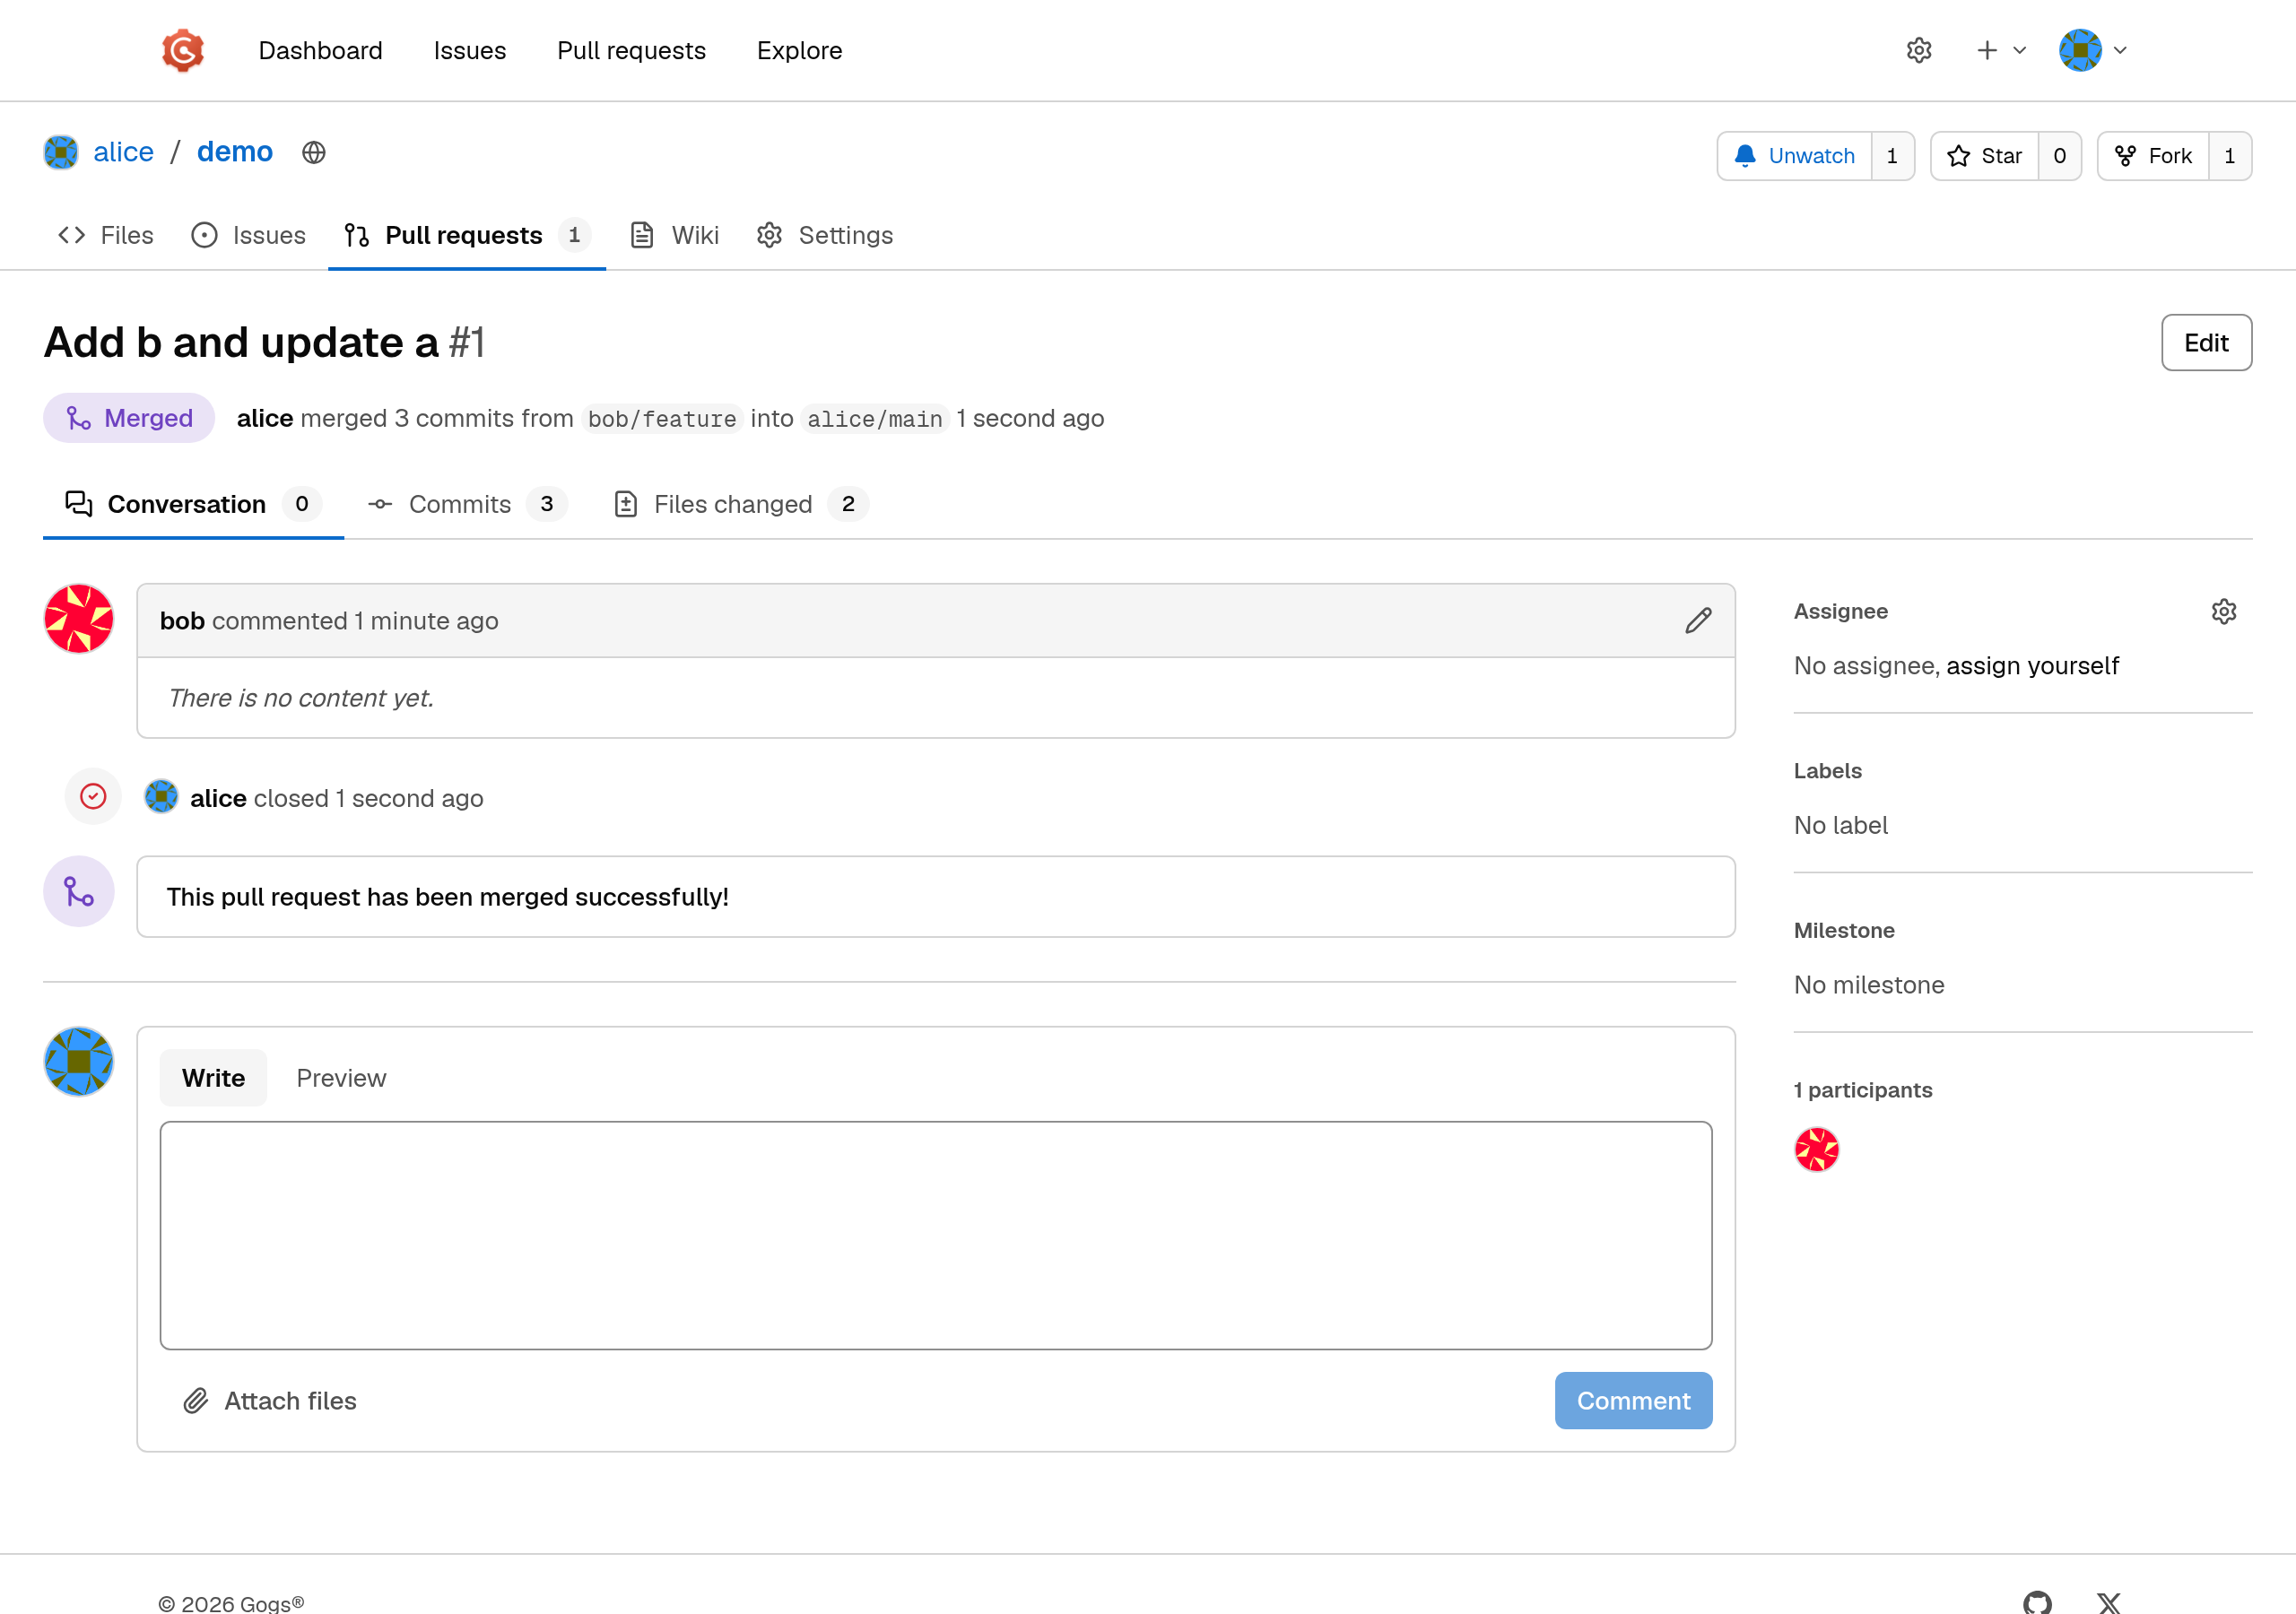 Dashboard Issues Pull requests Explore
alice / demo
Unwatch 1 Star 0 Fork 1
Files Issues Pull requests 1 Wiki Settings
Add b and update a #1
Edit
Merged alice merged 3 commits from bob/feature into alice/main 1 second ago
Conversation 0 Commits 3 Files changed 2
bob commented 1 minute ago
There is no content yet.
alice closed 1 second ago
This pull request has been merged successfully!
Write Preview
Attach files
Comment
Assignee
No assignee, assign yourself
Labels
No label
Milestone
No milestone
1 participants
© 2026 Gogs®